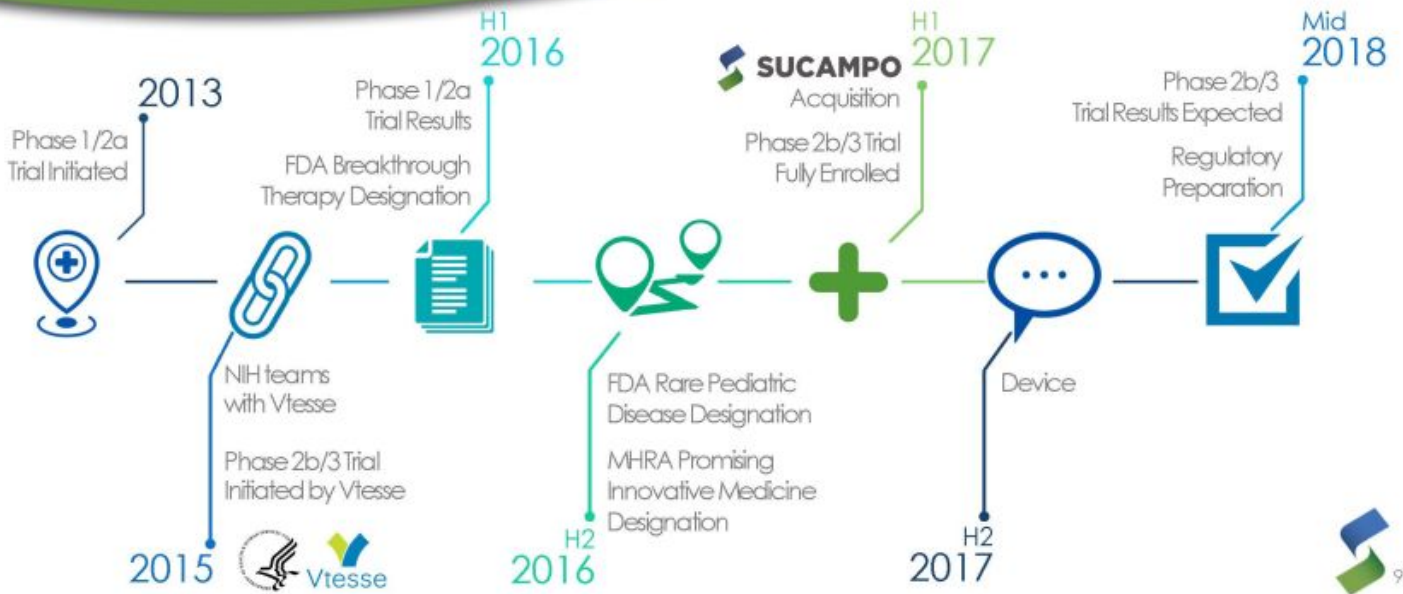 2013
Phase 1/2a
Trial Initiated
NIH teams
with Vtesse
Phase 2b/3 Trial
Initiated by Vtesse
2015
Vtesse
H1
2016
Phase 1/2a
Trial Results
FDA Breakthrough
Therapy Designation
FDA Rare Pediatric
Disease Designation
MHRA Promising
Innovative Medicine
Designation
H2
2016
H1
2017
SUCAMPO
Acquisition
Phase 2b/3 Trial
Fully Enrolled
Device
H2
2017
Mid
2018
Phase 2b/3
Trial Results Expected
Regulatory
Preparation
9